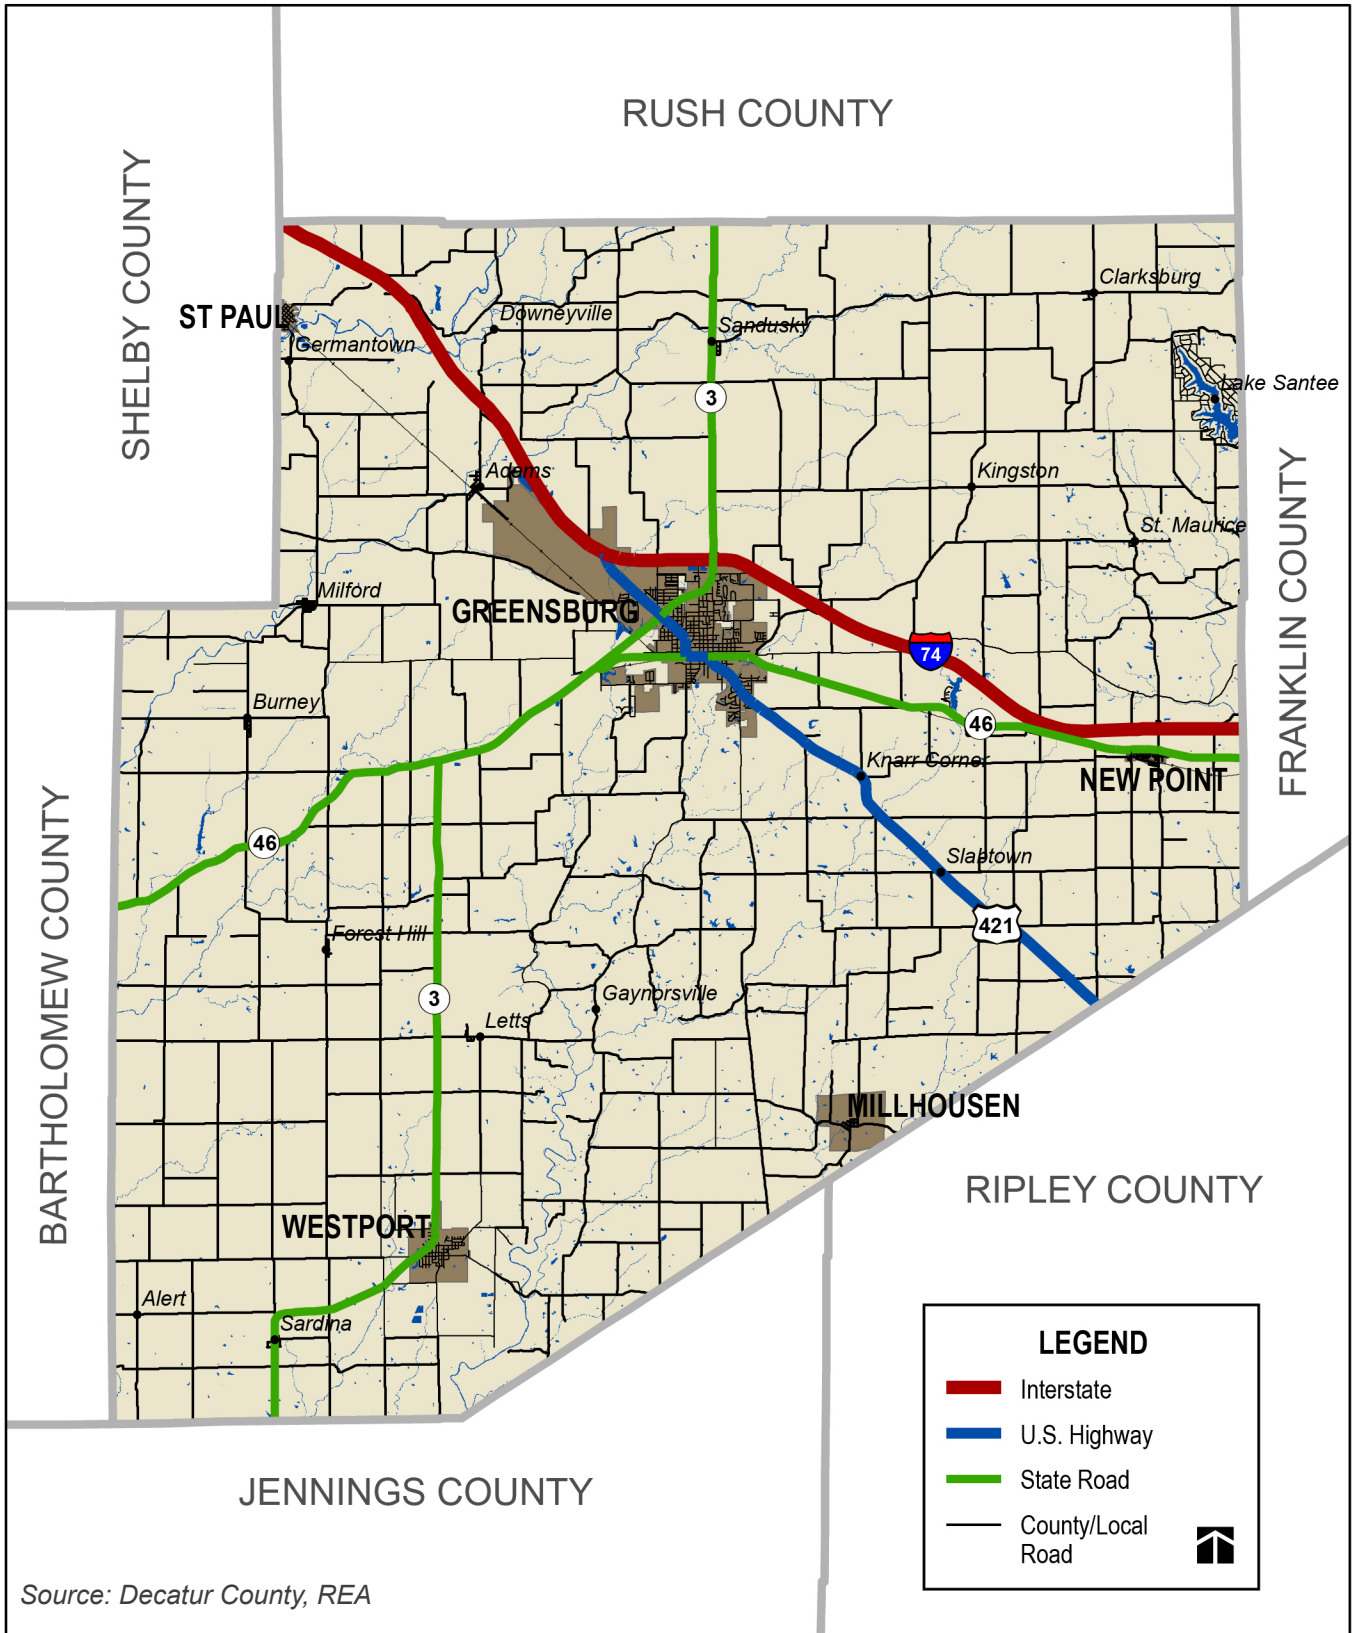 RUSH COUNTY
SHELBY COUNTY
Clarksburg
ST PAUL
Downeyville
Sandusky
Germantown
Lake Santee
3
Adams
Kingston
FRANKLIN COUNTY
St. Maurice
Milford
GREENSBURG
74
Burney
46
Knarr Corner
NEW POINT
BARTHOLOMEW COUNTY
46
Slabtown
421
Forest Hill
3
Gaynorsville
Letts
MILLHOUSEN
RIPLEY COUNTY
WESTPORT
Alert
Sardina
LEGEND
Interstate
U.S. Highway
State Road
County/Local
Road
JENNINGS COUNTY
Source: Decatur County, REA